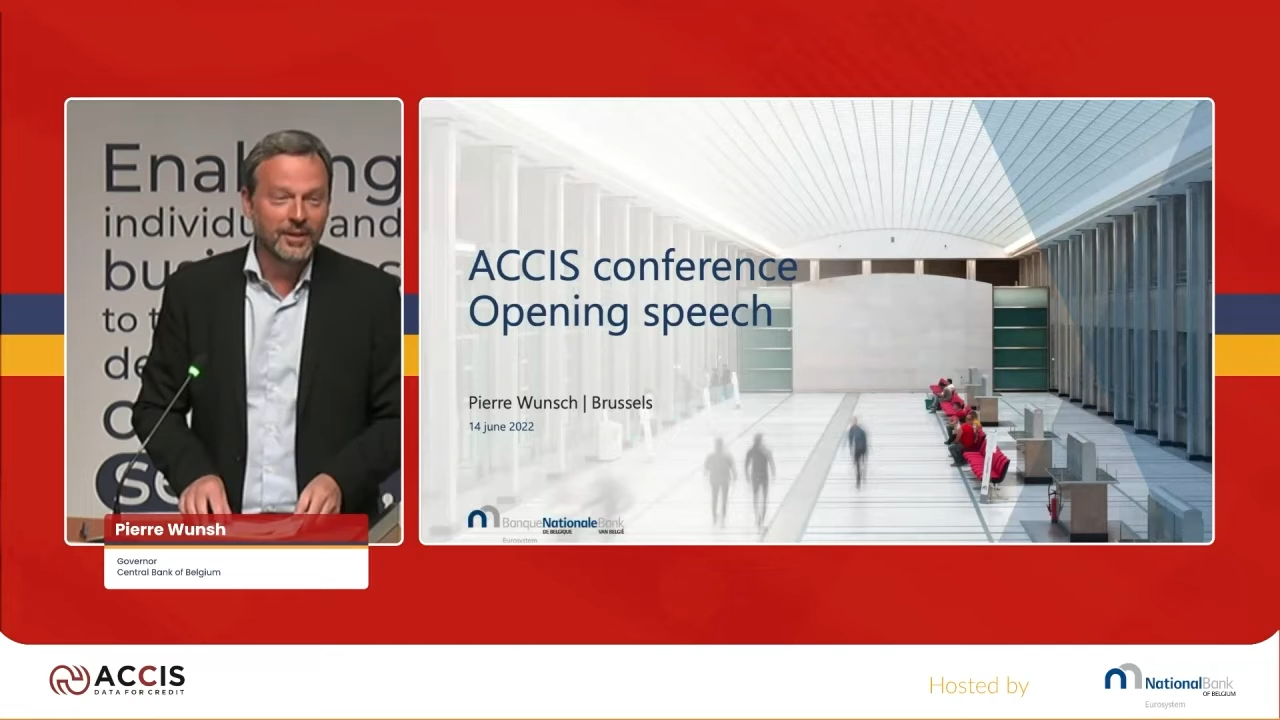 Enabling
individu and
bu s
to t
de
o
se
Pierre Wunsh
Governor
Central Bank of Belgium
ACCIS conference
Opening speech
Pierre Wunsch | Brussels
14 june 2022
BanqueNationaleBank
DE BELGIQUE VAN BELGIË
Eurosystem
ACCIS
DATA FOR CREDIT
Hosted by
NationalBank
OF BELGIUM
Eurosystem